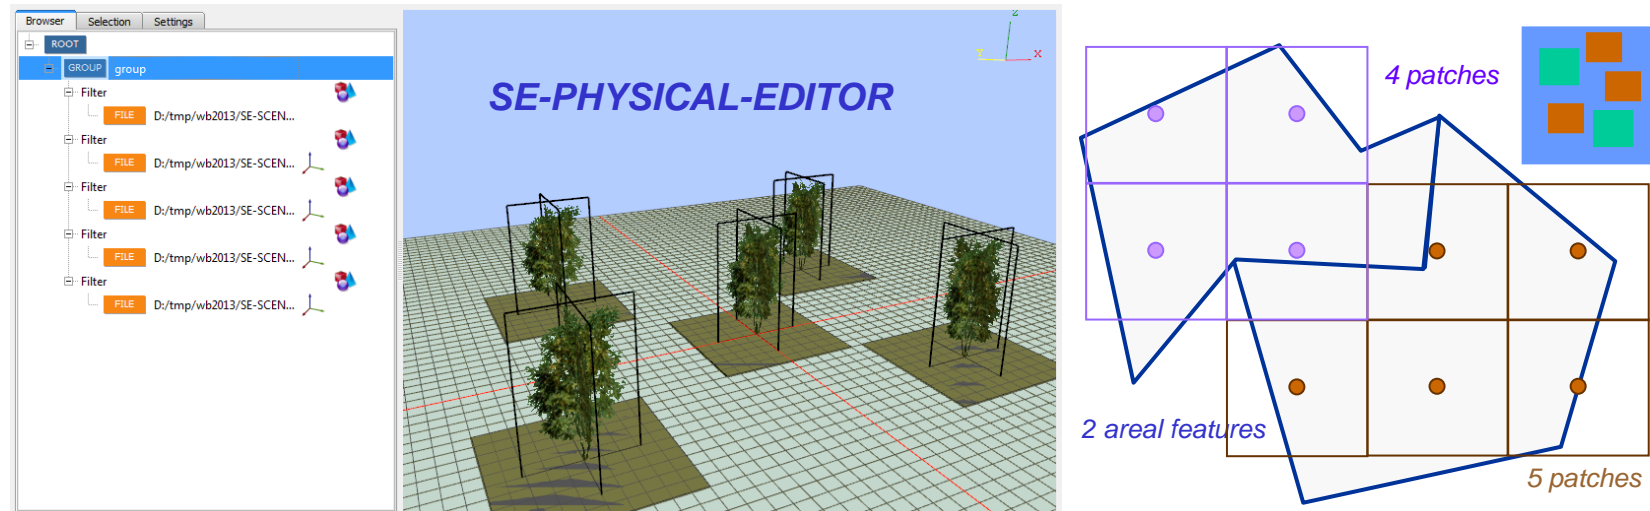 Browser Selection Settings
ROOT
GROUP group
Filter
FILE D:/tmp/wb2013/SE-SCEN
Filter
FILE D:/tmp/wb2013/SE-SCEN...
Filter
FILE D:/tmp/wb2013/SE-SCEN...
Filter
FILE D:/tmp/wb2013/SE-SCEN...
Filter
FILE D:/tmp/wb2013/SE-SCEN...
SE-PHYSICAL-EDITOR
Z
Y
X
4 patches
2 areal features
5 patches